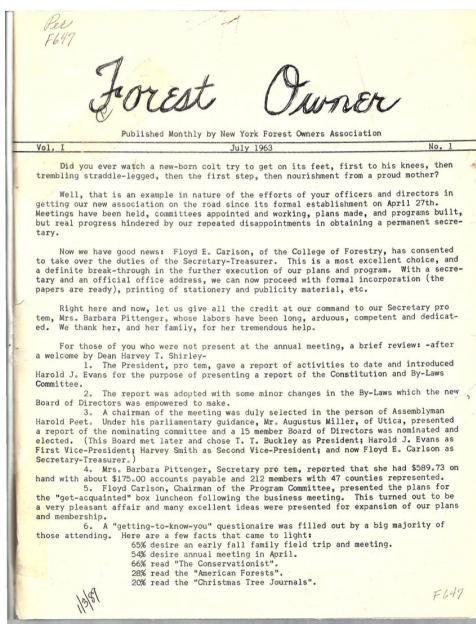 Per
F647
Forest Owner
Published Monthly by New York Forest Owners Association
Vol. I July 1963 No. 1
Did you ever watch a new-born colt try to get on its feet, first to his knees, then
trembling straddle-legged, then the first step, then nourishment from a proud mother?
Well, that is an example in nature of the efforts of your officers and directors in
getting our new association on the road since its formal establishment on April 27th.
Meetings have been held, committees appointed and working, plans made, and programs built,
but real progress hindered by our repeated disappointments in obtaining a permanent secre-
tary.
Now we have good news: Floyd E. Carlson, of the College of Forestry, has consented
to take over the duties of the Secretary-Treasurer. This is a most excellent choice, and
a definite break-through in the further execution of our plans and program. With a secre-
tary and an official office address, we can now proceed with formal incorporation (the
papers are ready), printing of stationery and publicity material, etc.
Right here and now, let us give all the credit at our command to our Secretary pro
tem, Mrs. Barbara Pittenger, whose labors have been long, arduous, competent and dedicat-
ed. We thank her, and her family, for her tremendous help.
For those of you who were not present at the annual meeting, a brief review: -after
a welcome by Dean Harvey T. Shirley-
1. The President, pro tem, gave a report of activities to date and introduced
Harold J. Evans for the purpose of presenting a report of the Constitution and By-Laws
Committee.
2. The report was adopted with some minor changes in the By-Laws which the new
Board of Directors was empowered to make.
3. A chairman of the meeting was duly selected in the person of Assemblyman
Harold Peet. Under his parliamentary guidance, Mr. Augustus Miller, of Utica, presented
a report of the nominating committee and a 15 member Board of Directors was nominated and
elected. (This Board met later and chose T. T. Buckley as President; Harold J. Evans as
First Vice-President; Harvey Smith as Second Vice-President; and now Floyd E. Carlson as
Secretary-Treasurer.)
4. Mrs. Barbara Pittenger, Secretary pro tem, reported that she had $589.73 on
hand with about $175.00 accounts payable and 212 members with 47 counties represented.
5. Floyd Carlson, Chairman of the Program Committee, presented the plans for
the "get-acquainted" box luncheon following the business meeting. This turned out to be
a very pleasant affair and many excellent ideas were presented for expansion of our plans
and membership.
6. A "getting-to-know-you" questionaire was filled out by a big majority of
those attending. Here are a few facts that came to light:
65% desire an early fall family field trip and meeting.
54% desire annual meeting in April.
66% read "The Conservationist".
28% read the "American Forests".
20% read the "Christmas Tree Journals".
1/3/89
F647